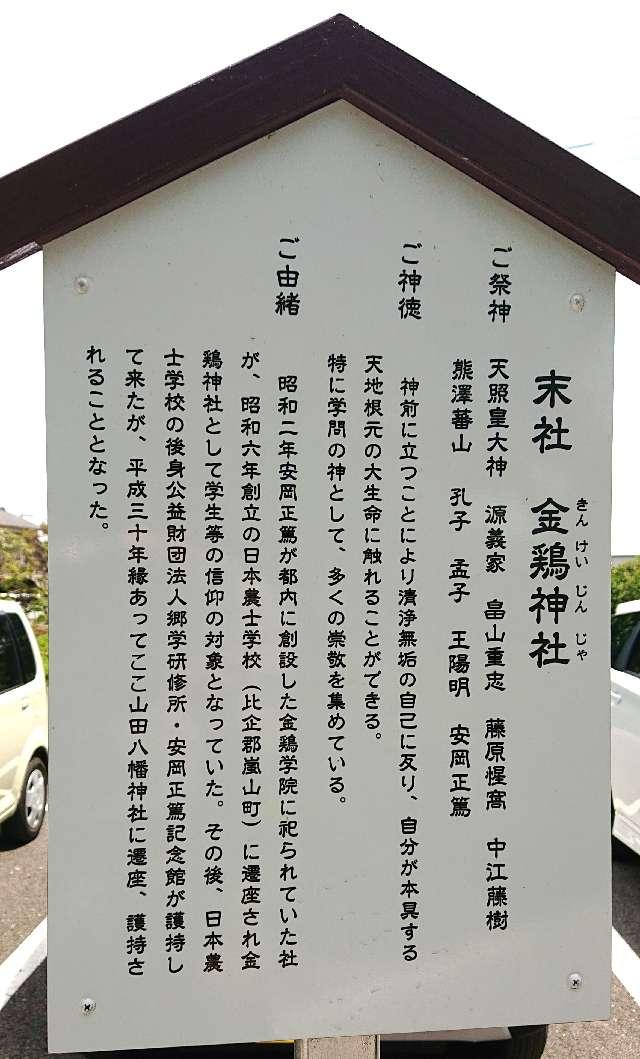 末社 金鶏神社
きんけいじんじゃ
ご祭神 天照皇大神 源義家 畠山重忠 藤原惺窩 中江藤樹
熊澤蕃山 孔子 孟子 王陽明 安岡正篤
ご神徳 神前に立つことにより清浄無垢の自己に反り、自分が本具する
天地根元の大生命に触れることができる。
特に学問の神として、多くの崇敬を集めている。
ご由緒 昭和二年安岡正篤が都内に創設した金鶏学院に祀られていた社
が、昭和六年創立の日本農士学校（比企郡嵐山町）に遷座され金
鶏神社として学生等の信仰の対象となっていた。その後、日本農
士学校の後身公益財団法人郷学研修所・安岡正篤記念館が護持し
て来たが、平成三十年縁あってここ山田八幡神社に遷座、護持さ
れることとなった。